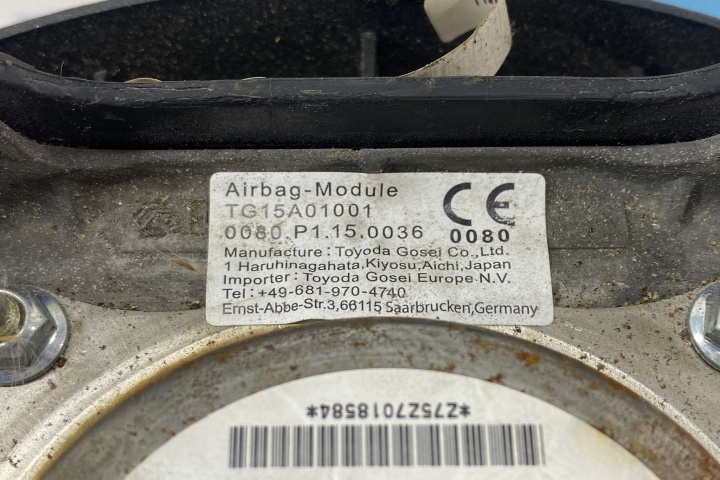 Airbag-Module
TG15A01001
0080.P1.15.0036
CE
0080
Manufacture : Toyoda Gosei Co.,Ltd.
1 Haruhinagahata,Kiyosu,Aichi,Japan
Importer : Toyoda Gosei Europe N.V.
Tel : +49-681-970-4740
Ernst-Abbe-Str.3,66115 Saarbrucken,Germany
*Z75Z70185584*